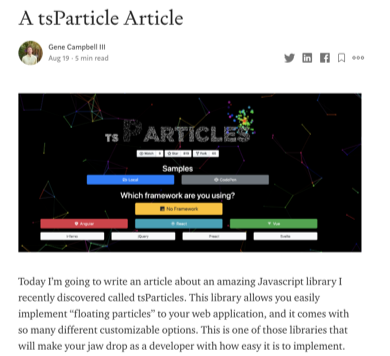 A tsParticle Article
Gene Campbell III
Aug 19 · 5 min read
TS PARTICLES
Samples
Which framework are you using?
No Framework
Angular
React
Vue
jQuery
Preact
Svelte
Today I'm going to write an article about an amazing Javascript library I
recently discovered called tsParticles. This library allows you easily
implement “floating particles” to your web application, and it comes with
so many different customizable options. This is one of those libraries that
will make your jaw drop as a developer with how easy it is to implement.